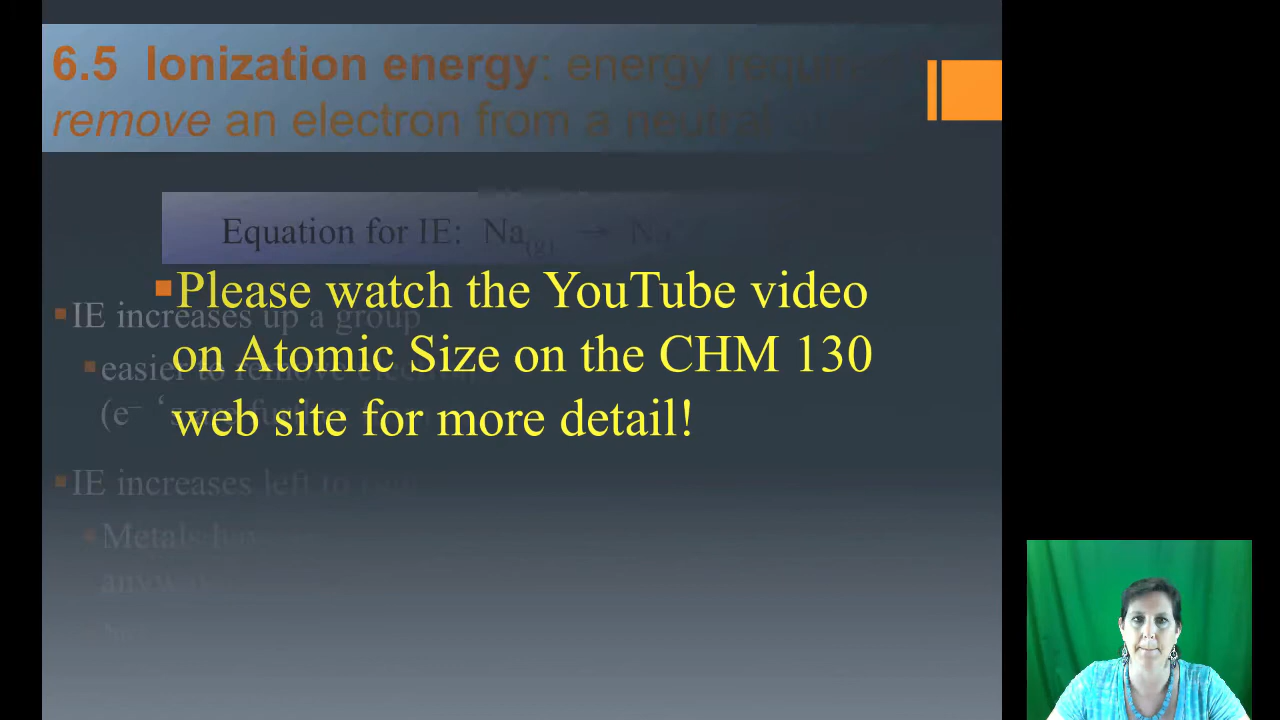 6.5 Ionization energy: energy required
remove an electron from a neutral
Equation for IE: Na(g) → Na
Please watch the YouTube video
IE increases up a group
on Atomic Size on the CHM 130
easier to remove
(e⁻ ‘s are
web site for more detail!
IE increases left to
Metals